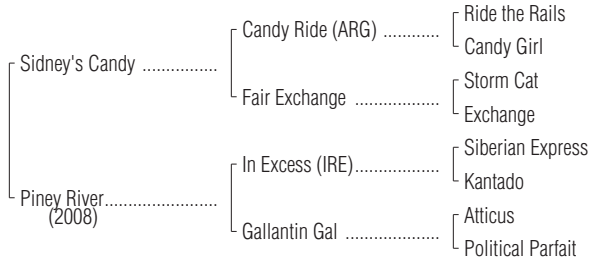 Ride the Rails
Candy Ride (ARG) ............
Candy Girl
Sidney's Candy ................
Storm Cat
Fair Exchange ..................
Exchange
Siberian Express
In Excess (IRE)..................
Kantado
Piney River........................
(2008)
Atticus
Gallantin Gal ....................
Political Parfait